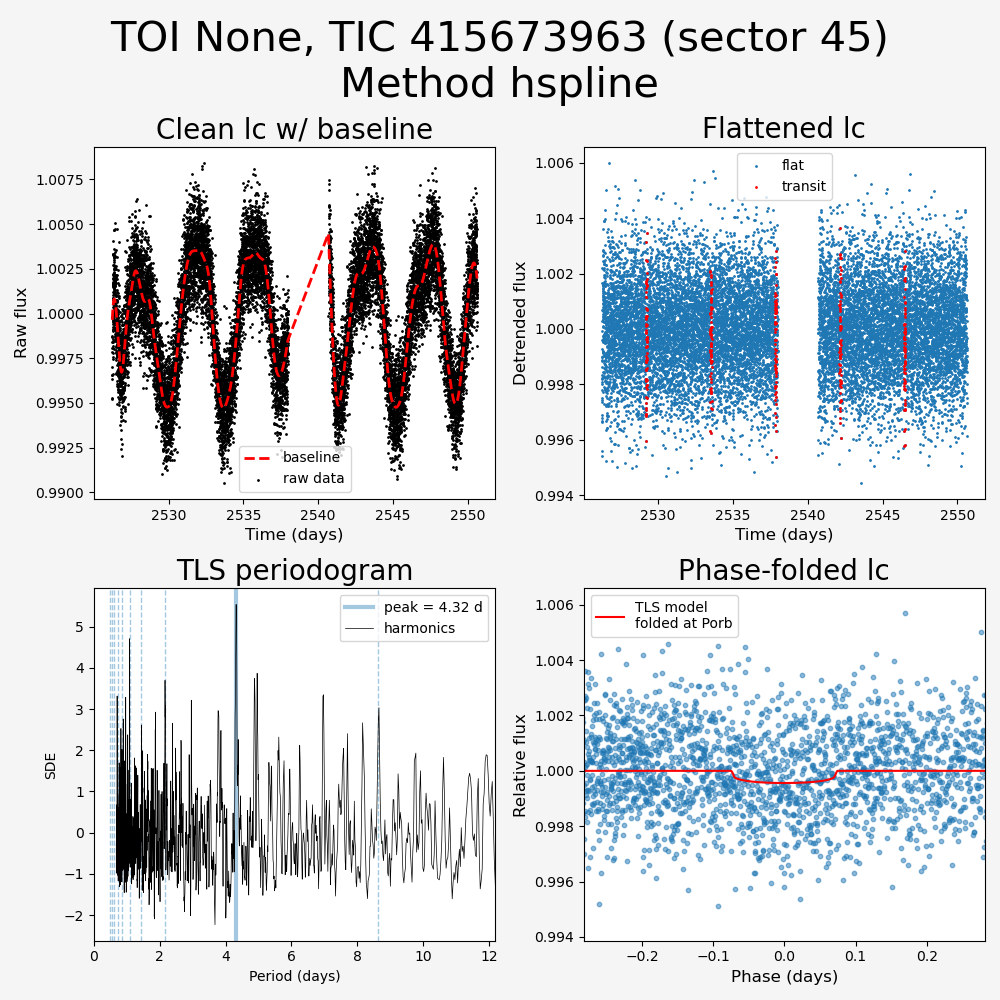 TOI None, TIC 415673963 (sector 45)
Method hspline
Clean lc w/ baseline
Raw flux
1.0075
1.0050
1.0025
1.0000
0.9975
0.9950
0.9925
0.9900
baseline
raw data
2530
2535
2540
2545
2550
Time (days)
Flattened lc
Detrended flux
1.006
1.004
1.002
1.000
0.998
0.996
0.994
flat
transit
2530
2535
2540
2545
2550
Time (days)
TLS periodogram
SDE
5
4
3
2
1
0
−1
−2
peak = 4.32 d
harmonics
0
2
4
6
8
10
12
Period (days)
Phase-folded lc
Relative flux
1.006
1.004
1.002
1.000
0.998
0.996
0.994
TLS model
folded at Porb
−0.2
−0.1
0.0
0.1
0.2
Phase (days)